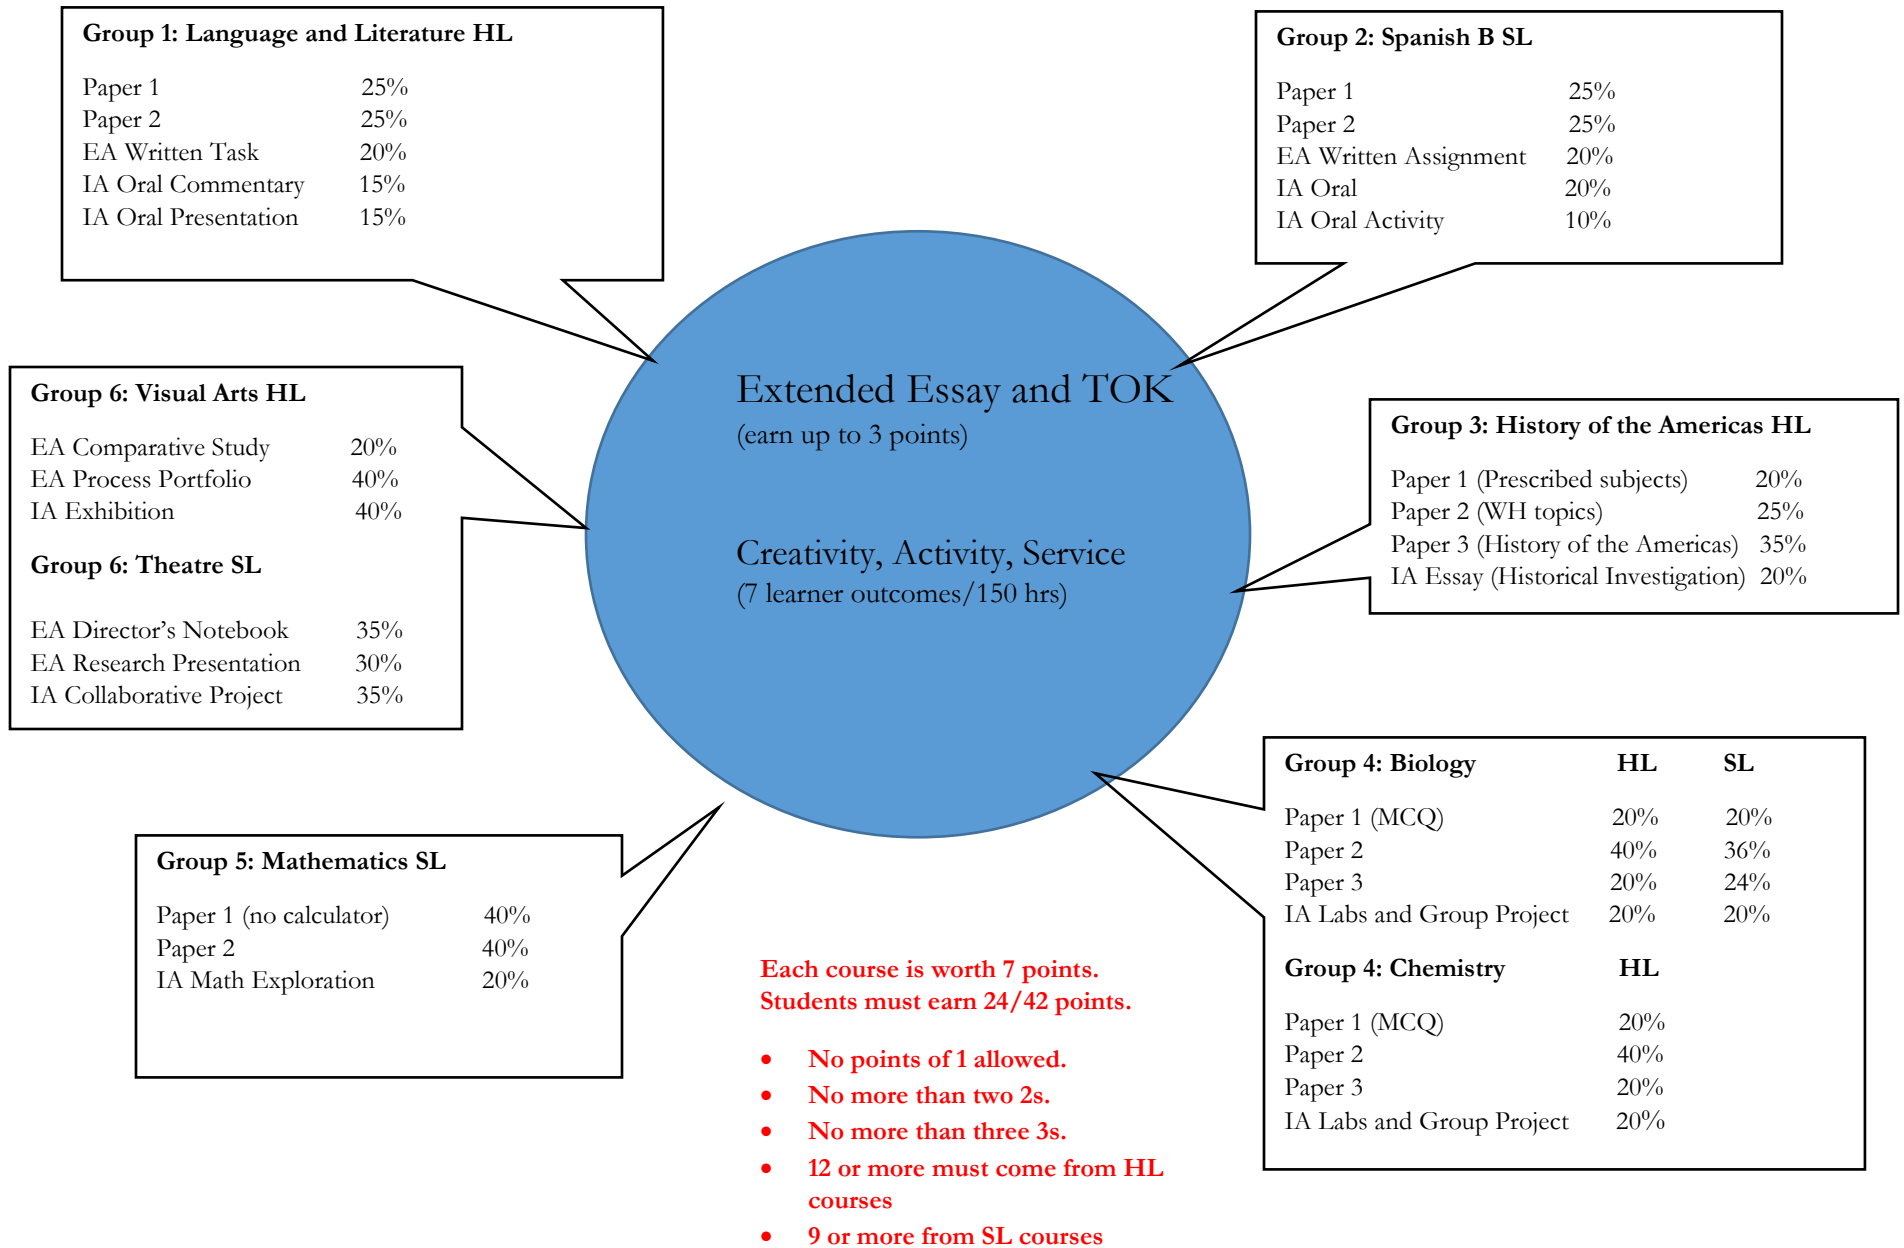 Group 1: Language and Literature HL
Paper 1 25%
Paper 2 25%
EA Written Task 20%
IA Oral Commentary 15%
IA Oral Presentation 15%
Group 2: Spanish B SL
Paper 1 25%
Paper 2 25%
EA Written Assignment 20%
IA Oral 20%
IA Oral Activity 10%
Extended Essay and TOK
(earn up to 3 points)
Creativity, Activity, Service
(7 learner outcomes/150 hrs)
Group 6: Visual Arts HL
EA Comparative Study 20%
EA Process Portfolio 40%
IA Exhibition 40%
Group 6: Theatre SL
EA Director’s Notebook 35%
EA Research Presentation 30%
IA Collaborative Project 35%
Group 3: History of the Americas HL
Paper 1 (Prescribed subjects) 20%
Paper 2 (WH topics) 25%
Paper 3 (History of the Americas) 35%
IA Essay (Historical Investigation) 20%
Group 5: Mathematics SL
Paper 1 (no calculator) 40%
Paper 2 40%
IA Math Exploration 20%
Group 4: Biology HL SL
Paper 1 (MCQ) 20% 20%
Paper 2 40% 36%
Paper 3 20% 24%
IA Labs and Group Project 20% 20%
Group 4: Chemistry HL
Paper 1 (MCQ) 20%
Paper 2 40%
Paper 3 20%
IA Labs and Group Project 20%
Each course is worth 7 points.
Students must earn 24/42 points.
• No points of 1 allowed.
• No more than two 2s.
• No more than three 3s.
• 12 or more must come from HL
courses
• 9 or more from SL courses